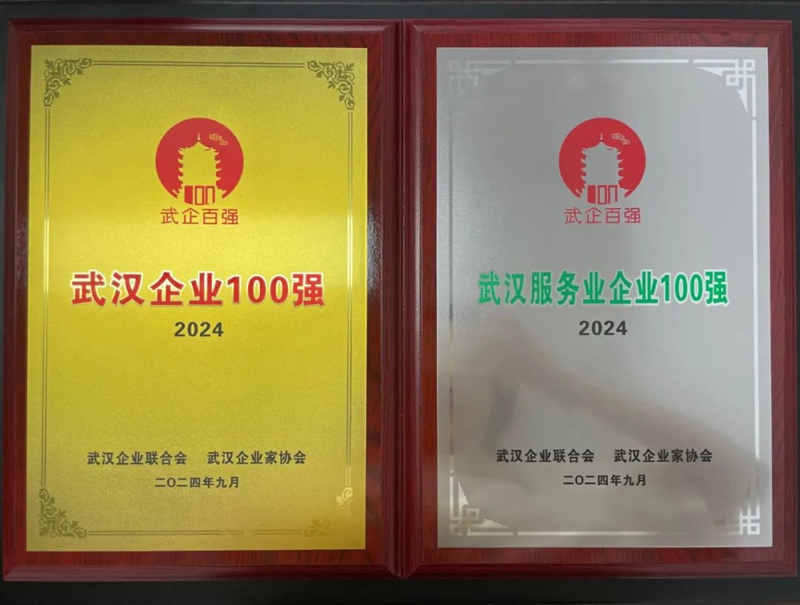 武企百强
武汉企业100强
2024
武汉企业联合会 武汉企业家协会
二〇二四年九月
武企百强
武汉服务业企业100强
2024
武汉企业联合会 武汉企业家协会
二〇二四年九月